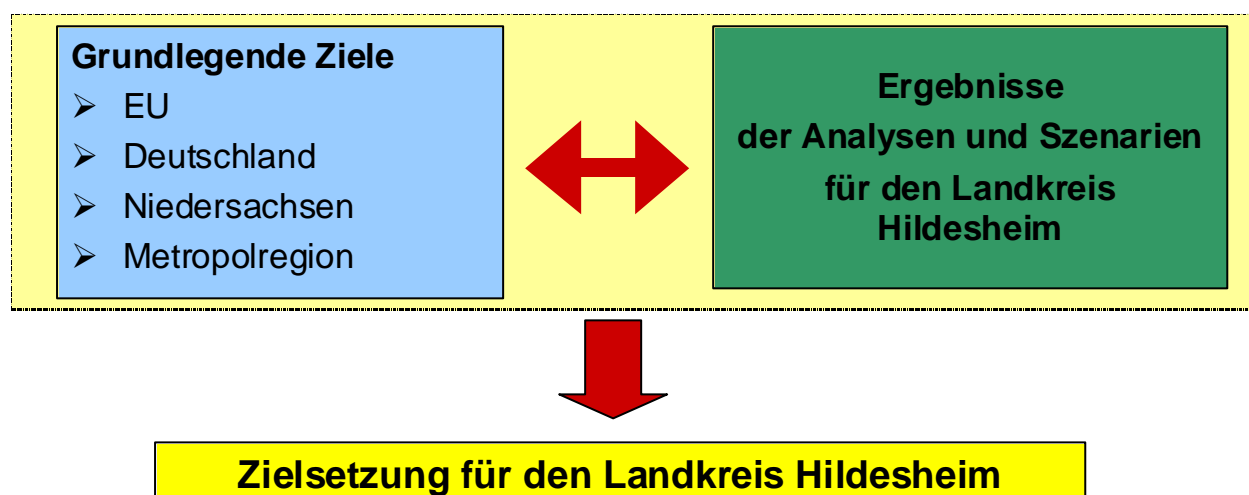 Grundlegende Ziele
➢ EU
➢ Deutschland
➢ Niedersachsen
➢ Metropolregion
Ergebnisse
der Analysen und Szenarien
für den Landkreis
Hildesheim
Zielsetzung für den Landkreis Hildesheim